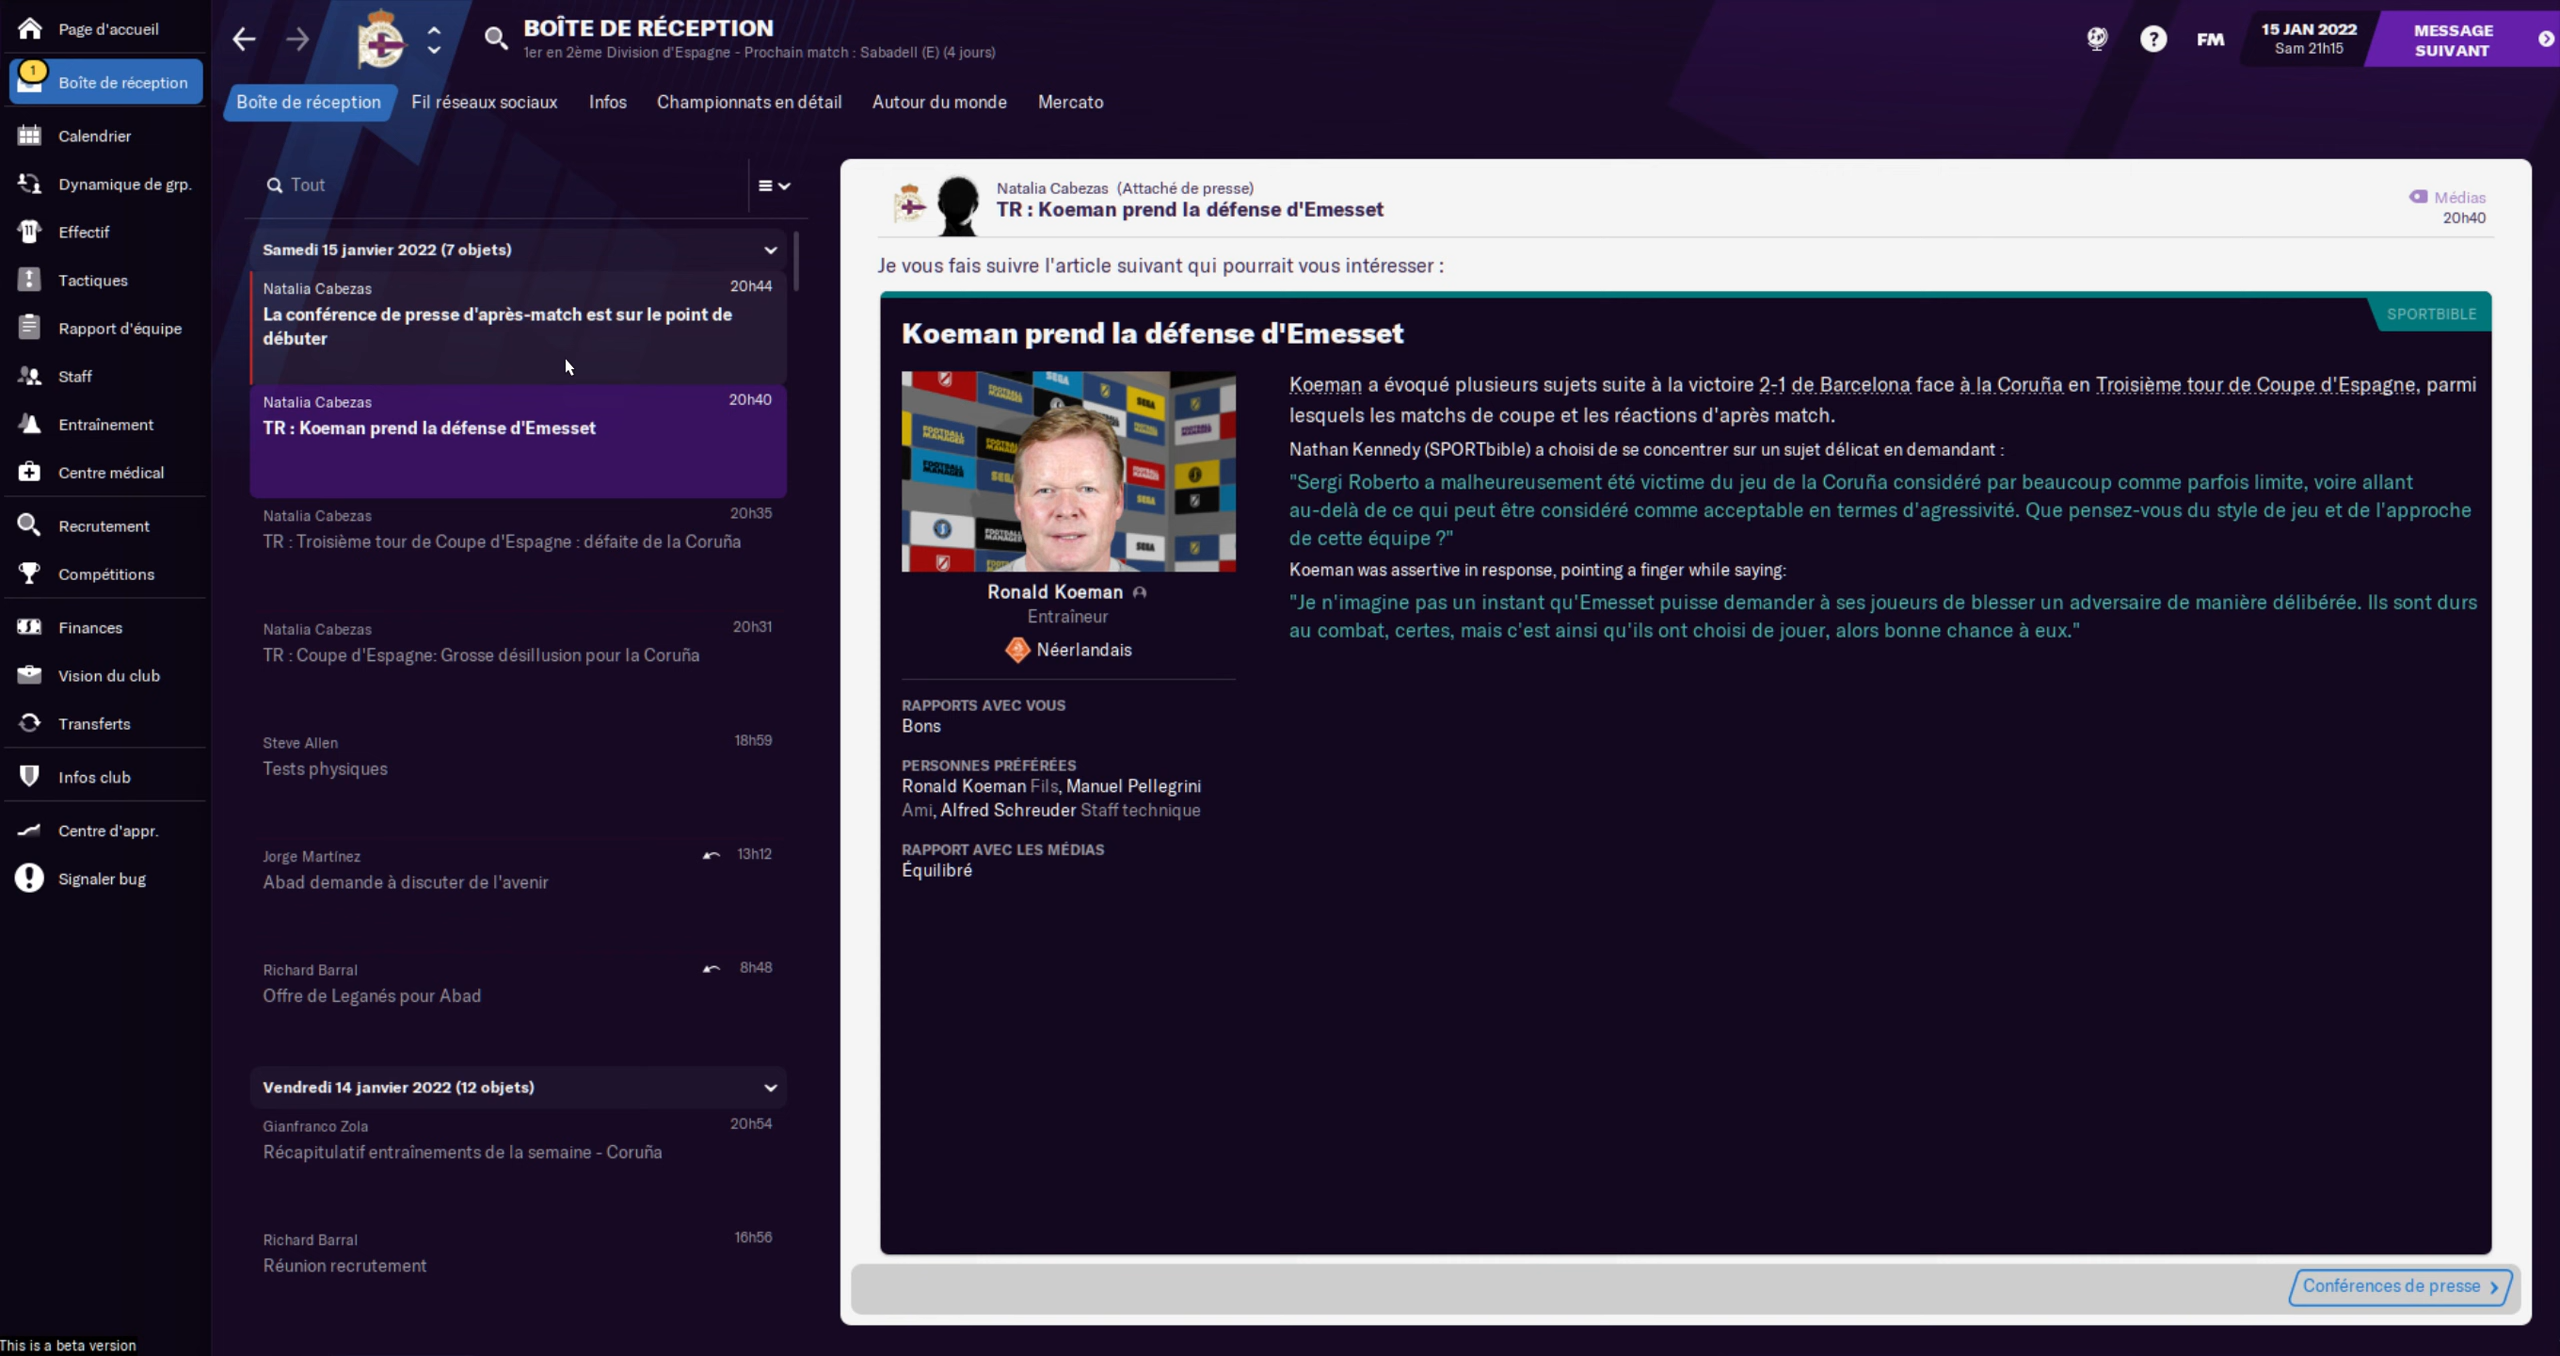 Page d'accueil
1
Boîte de réception
Calendrier
Dynamique de grp.
Effectif
Tactiques
Rapport d'équipe
Staff
Entraînement
Centre médical
Recrutement
Compétitions
Finances
Vision du club
Transferts
Infos club
Centre d'appr.
Signaler bug
This is a beta version
BOÎTE DE RÉCEPTION
1er en 2ème Division d'Espagne - Prochain match : Sabadell (E) (4 jours)
FM
15 JAN 2022
Sam 21h15
MESSAGE
SUIVANT
Boîte de réception Fil réseaux sociaux Infos Championnats en détail Autour du monde Mercato
Tout
Samedi 15 janvier 2022 (7 objets)
Natalia Cabezas 20h44
La conférence de presse d'après-match est sur le point de
débuter
Natalia Cabezas 20h40
TR : Koeman prend la défense d'Emesset
Natalia Cabezas 20h35
TR : Troisième tour de Coupe d'Espagne : défaite de la Coruña
Natalia Cabezas 20h31
TR : Coupe d'Espagne: Grosse désillusion pour la Coruña
Steve Allen 18h59
Tests physiques
Jorge Martínez 13h12
Abad demande à discuter de l'avenir
Richard Barral 8h48
Offre de Leganés pour Abad
Vendredi 14 janvier 2022 (12 objets)
Gianfranco Zola 20h54
Récapitulatif entraînements de la semaine - Coruña
Richard Barral 16h56
Réunion recrutement
Natalia Cabezas (Attaché de presse)
TR : Koeman prend la défense d'Emesset
Médias
20h40
Je vous fais suivre l'article suivant qui pourrait vous intéresser :
SPORTBIBLE
Koeman prend la défense d'Emesset
Ronald Koeman
Entraîneur
Néerlandais
RAPPORTS AVEC VOUS
Bons
PERSONNES PRÉFÉRÉES
Ronald Koeman Fils, Manuel Pellegrini
Ami, Alfred Schreuder Staff technique
RAPPORT AVEC LES MÉDIAS
Équilibré
Koeman a évoqué plusieurs sujets suite à la victoire 2-1 de Barcelona face à la Coruña en Troisième tour de Coupe d'Espagne, parmi
lesquels les matchs de coupe et les réactions d'après match.
Nathan Kennedy (SPORTbible) a choisi de se concentrer sur un sujet délicat en demandant :
"Sergi Roberto a malheureusement été victime du jeu de la Coruña considéré par beaucoup comme parfois limite, voire allant
au-delà de ce qui peut être considéré comme acceptable en termes d'agressivité. Que pensez-vous du style de jeu et de l'approche
de cette équipe ?"
Koeman was assertive in response, pointing a finger while saying:
"Je n'imagine pas un instant qu'Emesset puisse demander à ses joueurs de blesser un adversaire de manière délibérée. Ils sont durs
au combat, certes, mais c'est ainsi qu'ils ont choisi de jouer, alors bonne chance à eux."
Conférences de presse